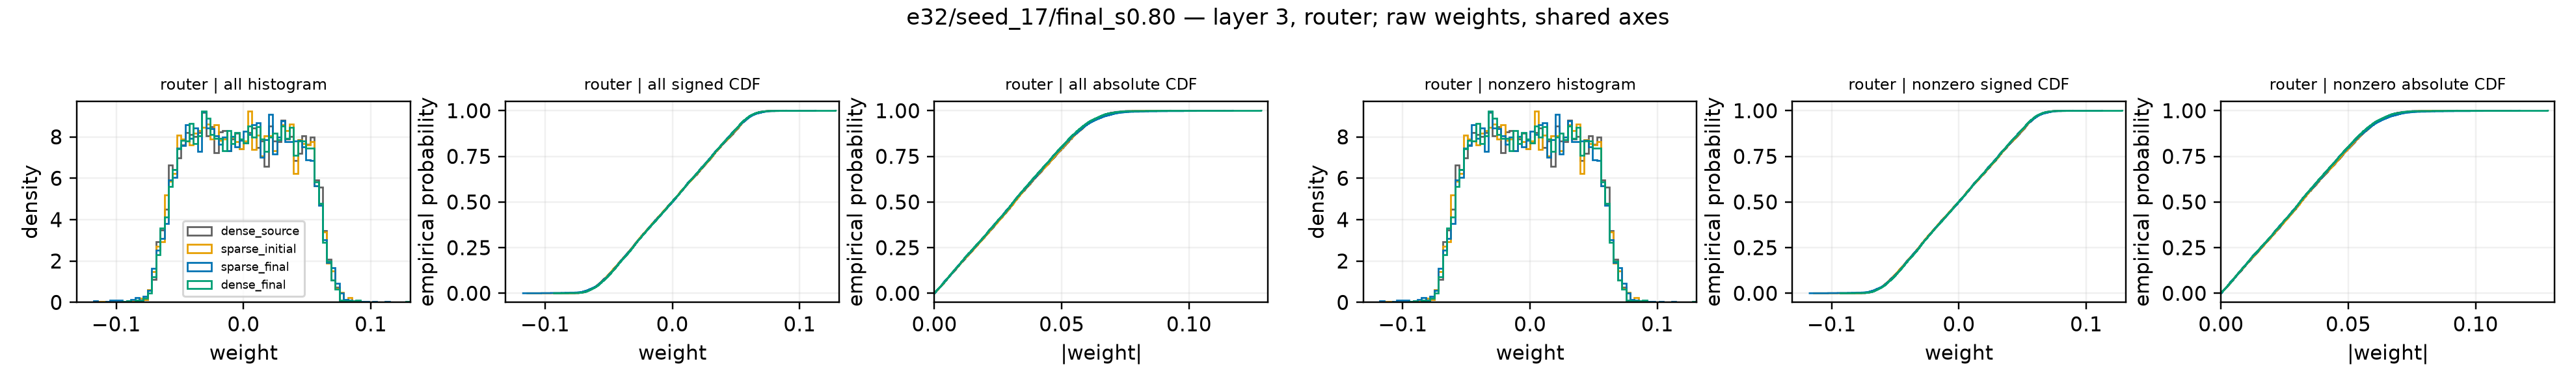 e32/seed_17/final_s0.80 — layer 3, router; raw weights, shared axes
router | all histogram
density
8
6
4
2
0
−0.1
0.0
0.1
weight
dense_source
sparse_initial
sparse_final
dense_final
router | all signed CDF
empirical probability
1.00
0.75
0.50
0.25
0.00
−0.1
0.0
0.1
weight
router | all absolute CDF
empirical probability
1.00
0.75
0.50
0.25
0.00
0.00
0.05
0.10
|weight|
router | nonzero histogram
density
8
6
4
2
0
−0.1
0.0
0.1
weight
router | nonzero signed CDF
empirical probability
1.00
0.75
0.50
0.25
0.00
−0.1
0.0
0.1
weight
router | nonzero absolute CDF
empirical probability
1.00
0.75
0.50
0.25
0.00
0.00
0.05
0.10
|weight|